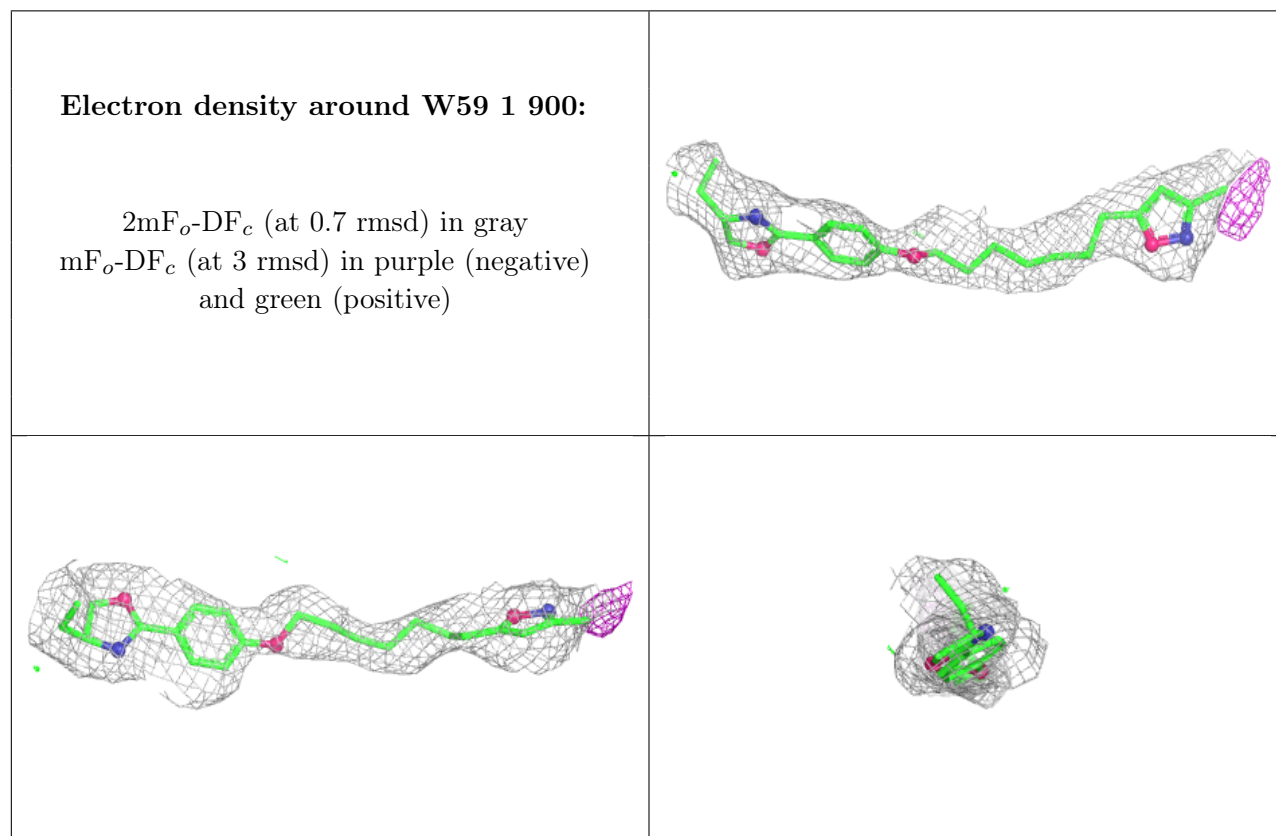 Electron density around W59 1 900:
2mFo-DFc (at 0.7 rmsd) in gray
mFo-DFc (at 3 rmsd) in purple (negative)
and green (positive)